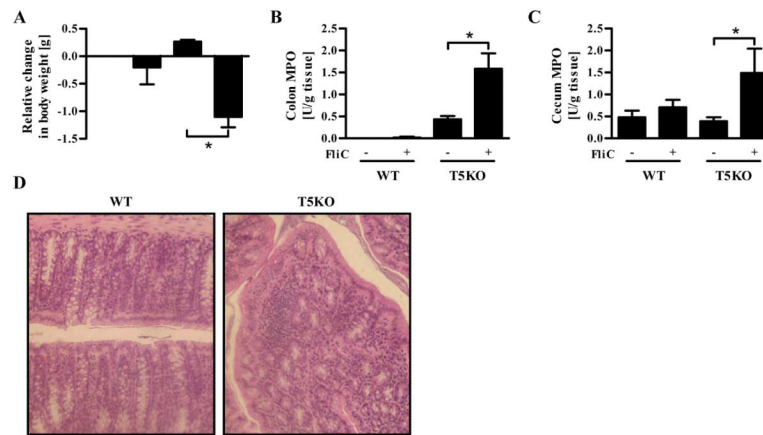 A
Relative change
in body weight [g]
1.0
0.5
0.0
-0.5
-1.0
-1.5
*
B
Colon MPO
[U/g tissue]
2.5
2.0
1.5
1.0
0.5
0.0
*
FliC - + - +
WT T5KO
C
Cecum MPO
[U/g tissue]
2.5
2.0
1.5
1.0
0.5
0.0
*
FliC - + - +
WT T5KO
D
WT T5KO